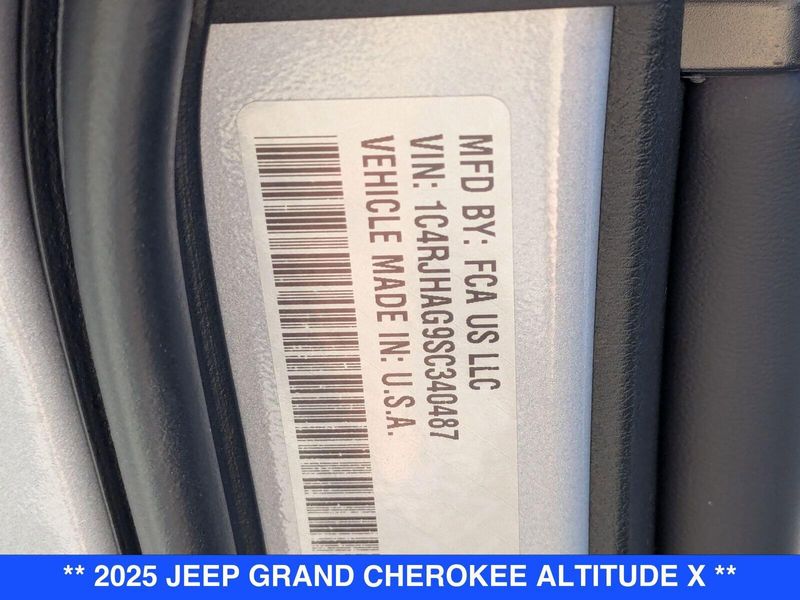 MFD BY: FCA US LLC
VIN: 1C4RJHAG9SC340487
VEHICLE MADE IN: U.S.A.
** 2025 JEEP GRAND CHEROKEE ALTITUDE X **